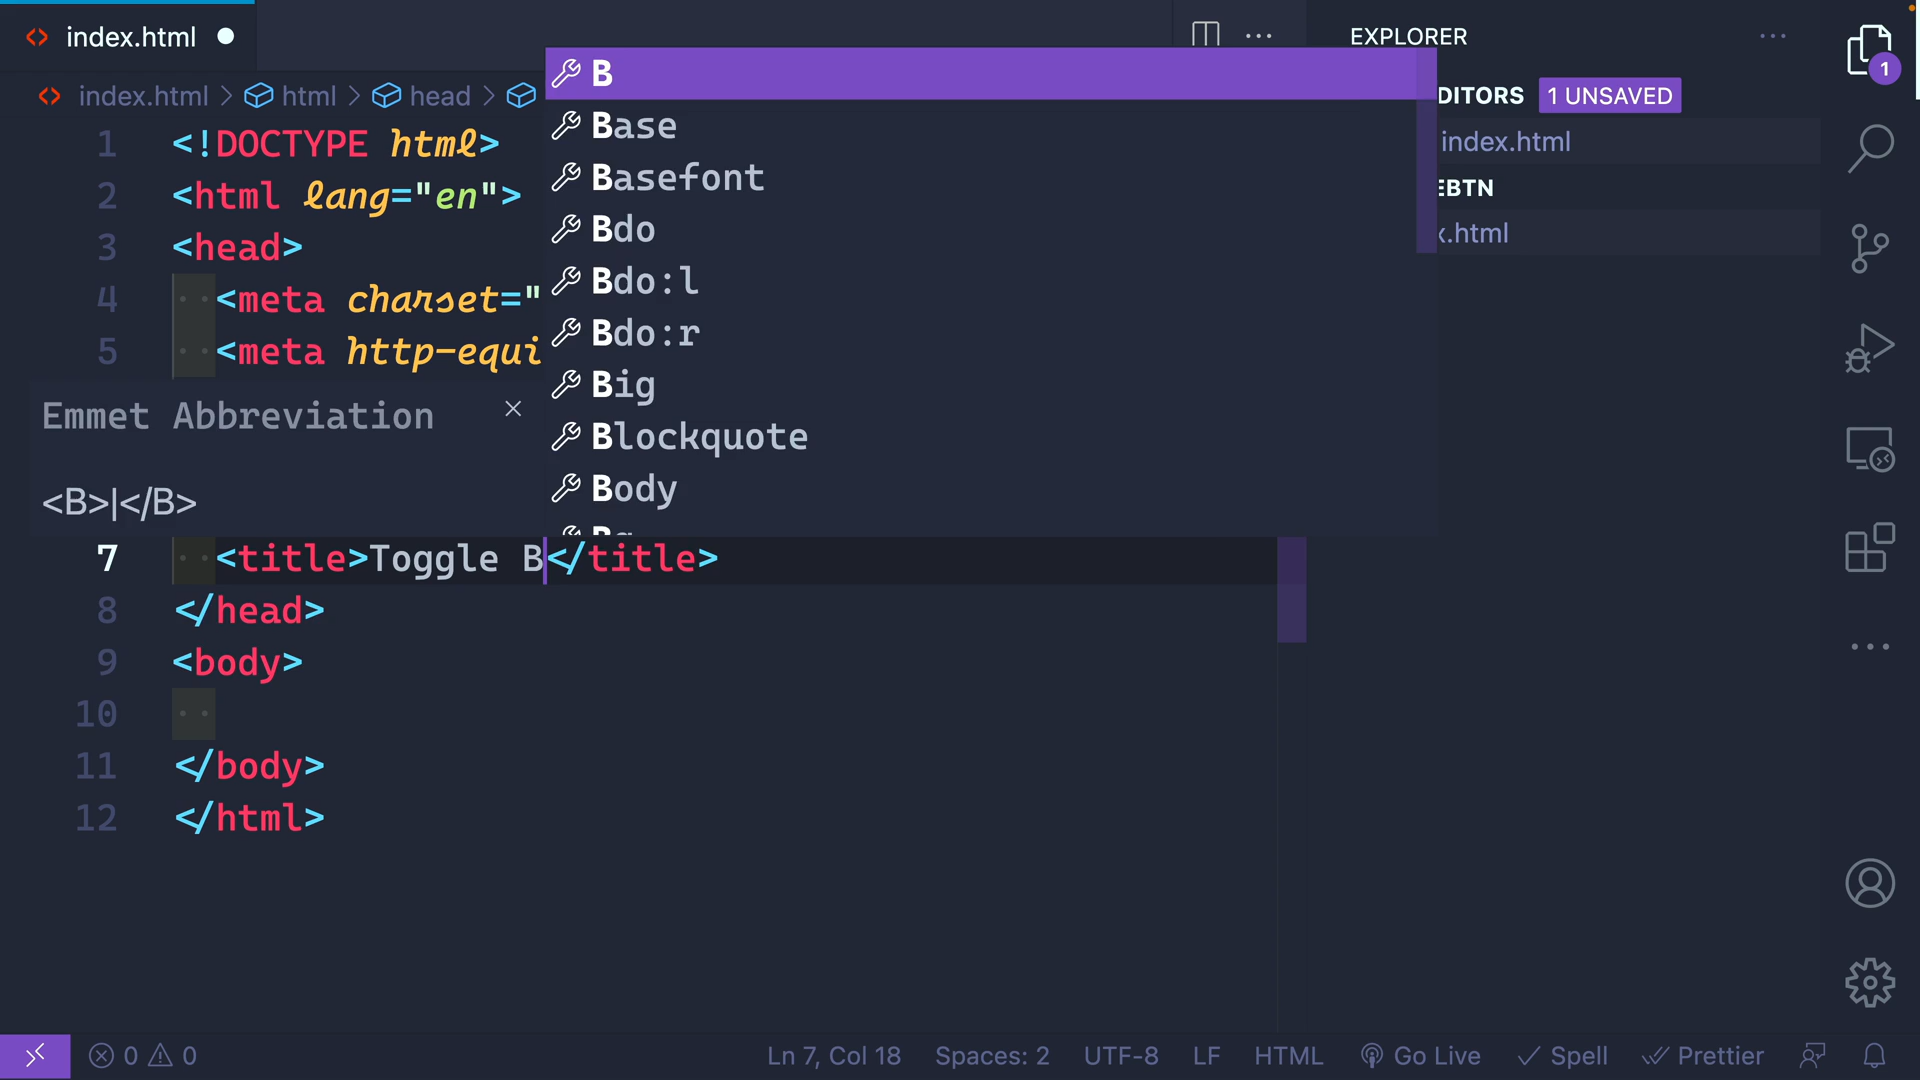 index.html
EXPLORER
index.html > html > head >
DITORS 1 UNSAVED
index.html
EBTN
x.html
1
B
Base
Basefont
Bdo
Bdo:l
Bdo:r
Big
Blockquote
Body
1 <!DOCTYPE html>
2 <html lang="en">
3 <head>
4 <meta charset="
5 <meta http-equi
Emmet Abbreviation
<B>|</B>
7 <title>Toggle B</title>
8 </head>
9 <body>
10
11 </body>
12 </html>
0 0 Ln 7, Col 18 Spaces: 2 UTF-8 LF HTML Go Live Spell Prettier